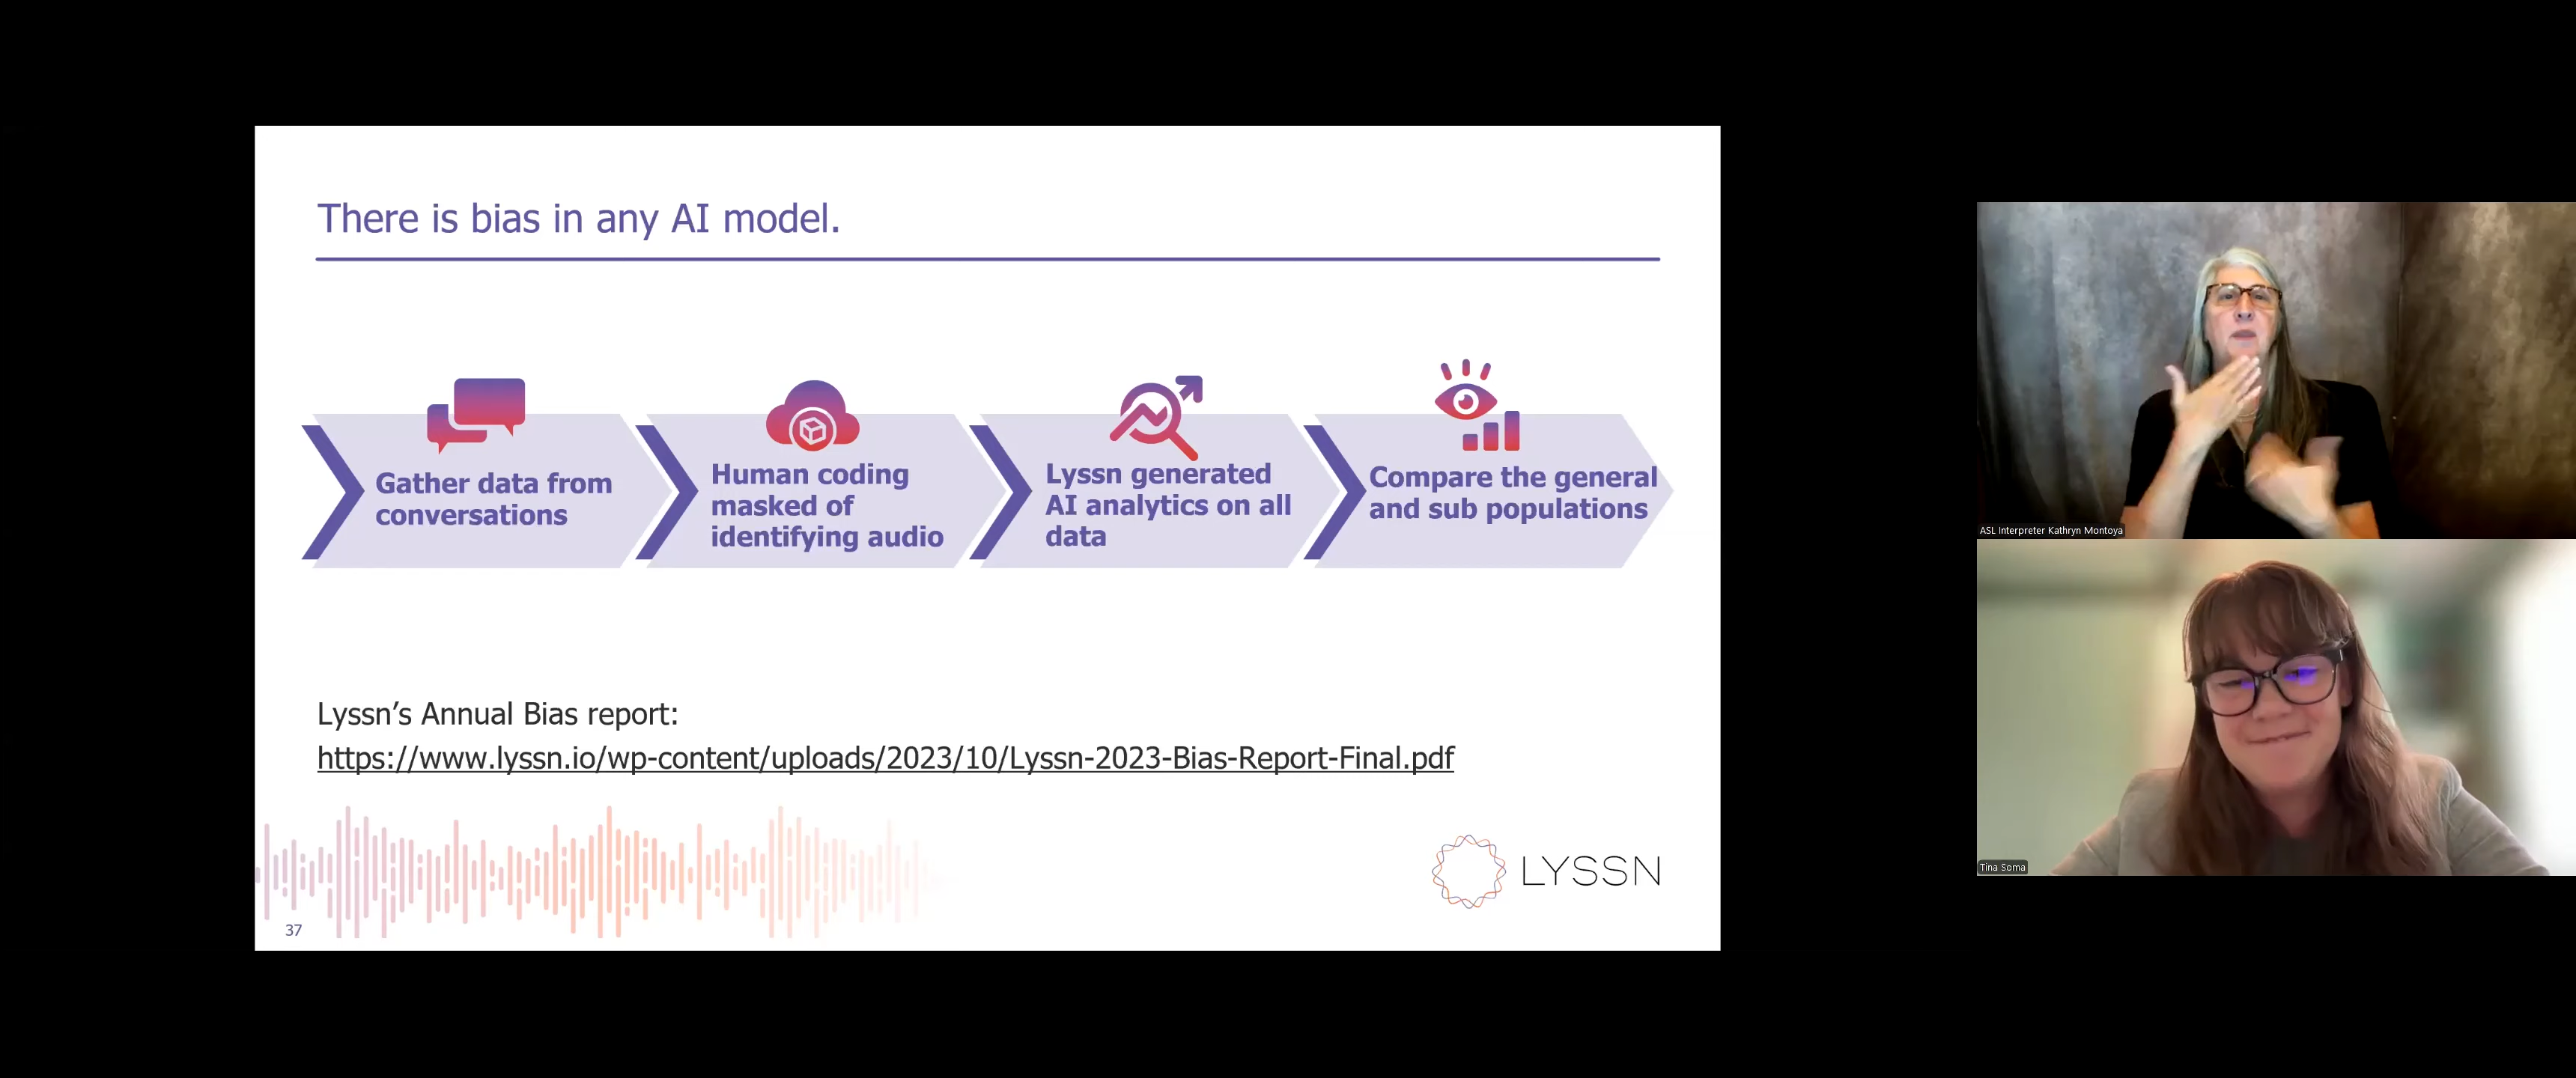 There is bias in any AI model.
Gather data from
conversations
Human coding
masked of
identifying audio
Lyssn generated
AI analytics on all
data
Compare the general
and sub populations
Lyssn’s Annual Bias report:
https://www.lyssn.io/wp-content/uploads/2023/10/Lyssn-2023-Bias-Report-Final.pdf
LYSSN
37
ASL Interpreter Kathryn Montoya
Tina Soma